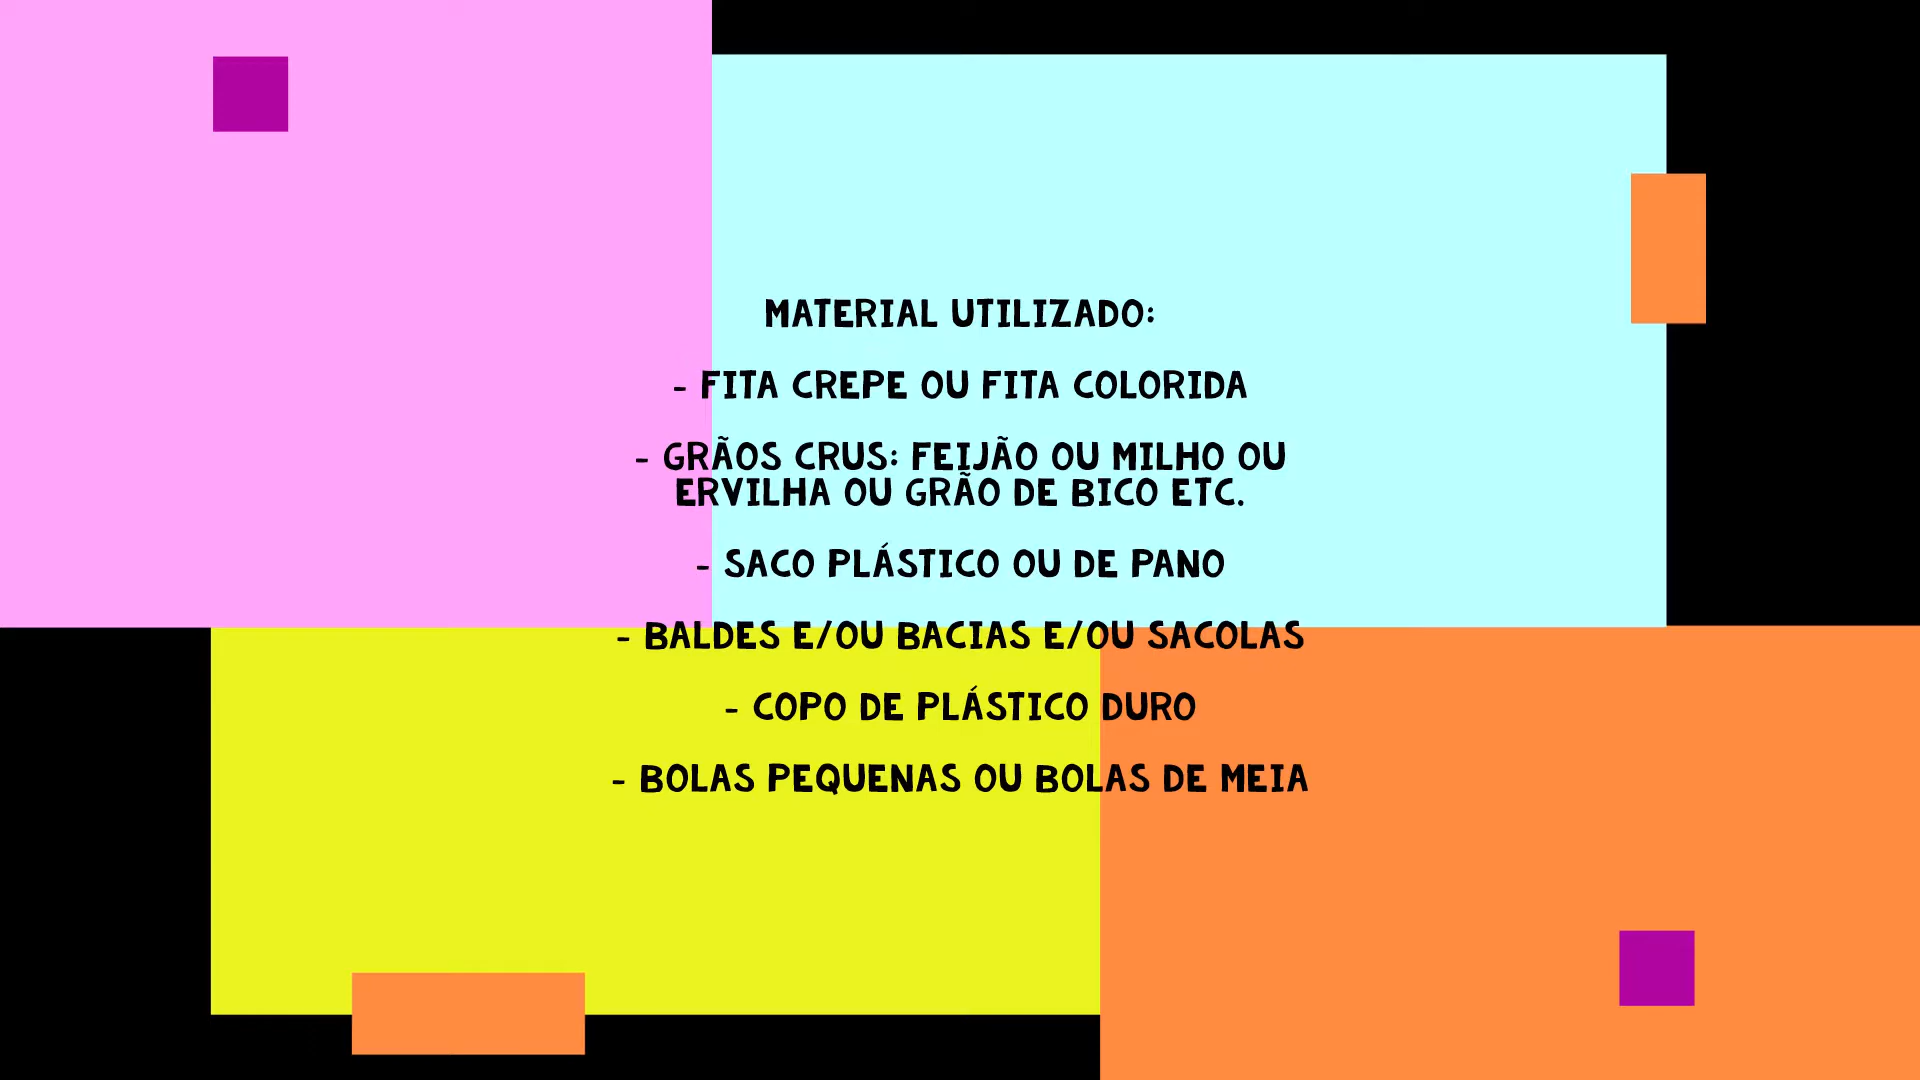 MATERIAL UTILIZADO:
- FITA CREPE OU FITA COLORIDA
- GRÃOS CRUS: FEIJÃO OU MILHO OU
ERVILHA OU GRÃO DE BICO ETC.
- SACO PLÁSTICO OU DE PANO
- BALDES E/OU BACIAS E/OU SACOLAS
- COPO DE PLÁSTICO DURO
- BOLAS PEQUENAS OU BOLAS DE MEIA